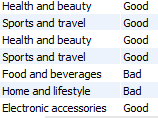 Health and beauty Good
Sports and travel Good
Health and beauty Good
Sports and travel Good
Food and beverages Bad
Home and lifestyle Bad
Electronic accessories Good